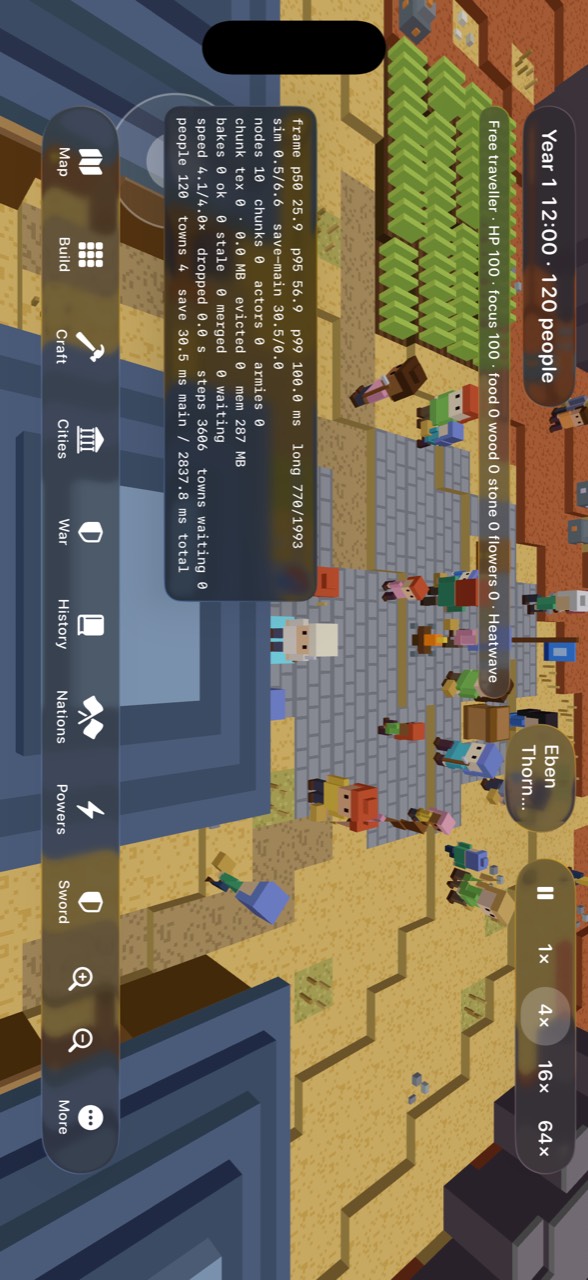 Year 1 12:00 · 120 people
Eben
Thorn…
1×
4×
16×
64×
Free traveller · HP 100 · focus 100 · food 0 wood 0 stone 0 flowers 0 · Heatwave
frame p50 25.9 p95 56.9 p99 100.0 ms long 770/1993
sim 0.5/6.6 save-main 30.5/0.0
nodes 10 chunks 0 actors 0 armies 0
chunk tex 0 · 0.0 MB evicted 0 mem 287 MB
bakes 0 ok 0 stale 0 merged 0 waiting
speed 4.1/4.0× dropped 0.0 s steps 3606 towns waiting 0
people 120 towns 4 save 30.5 ms main / 2837.8 ms total
Map
Build
Craft
Cities
War
History
Nations
Powers
Sword
More